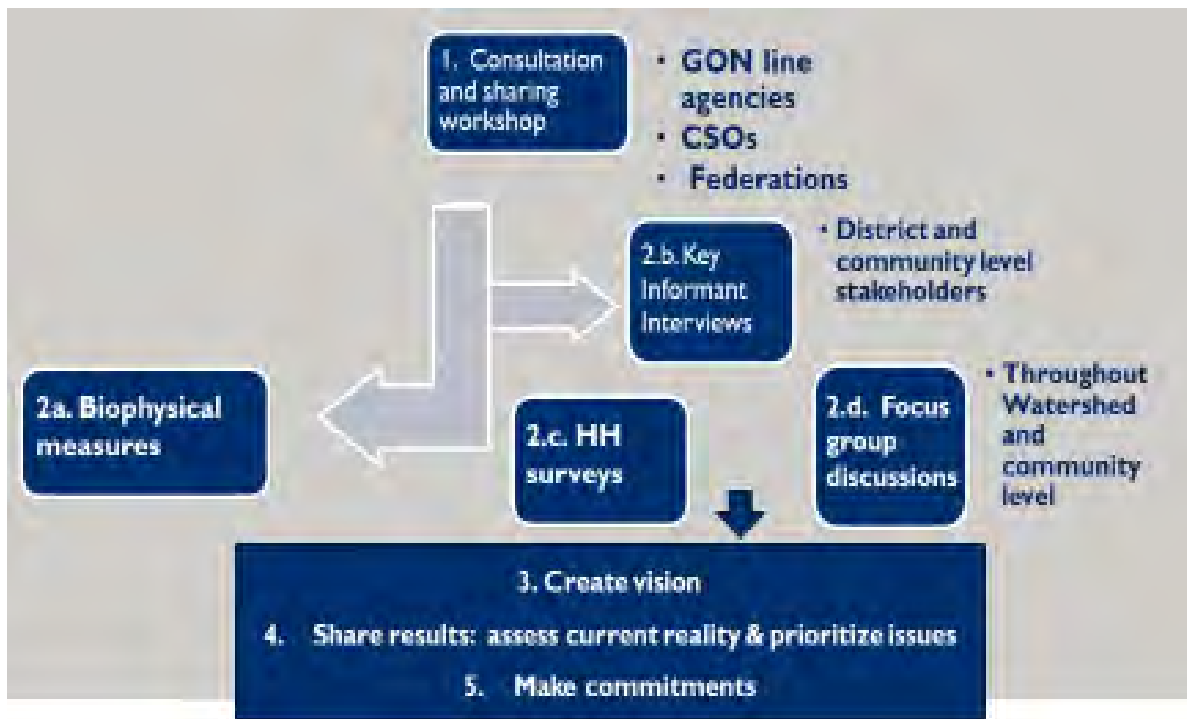 1. Consultation
and sharing
workshop
• GON line
agencies
• CSOs
• Federations
2.b. Key
Informant
Interviews
• District and
community level
stakeholders
2a. Biophysical
measures
2.c. HH
surveys
2.d. Focus
group
discussions
• Throughout
Watershed
and
community
level
3. Create vision
4. Share results: assess current reality & prioritize issues
5. Make commitments